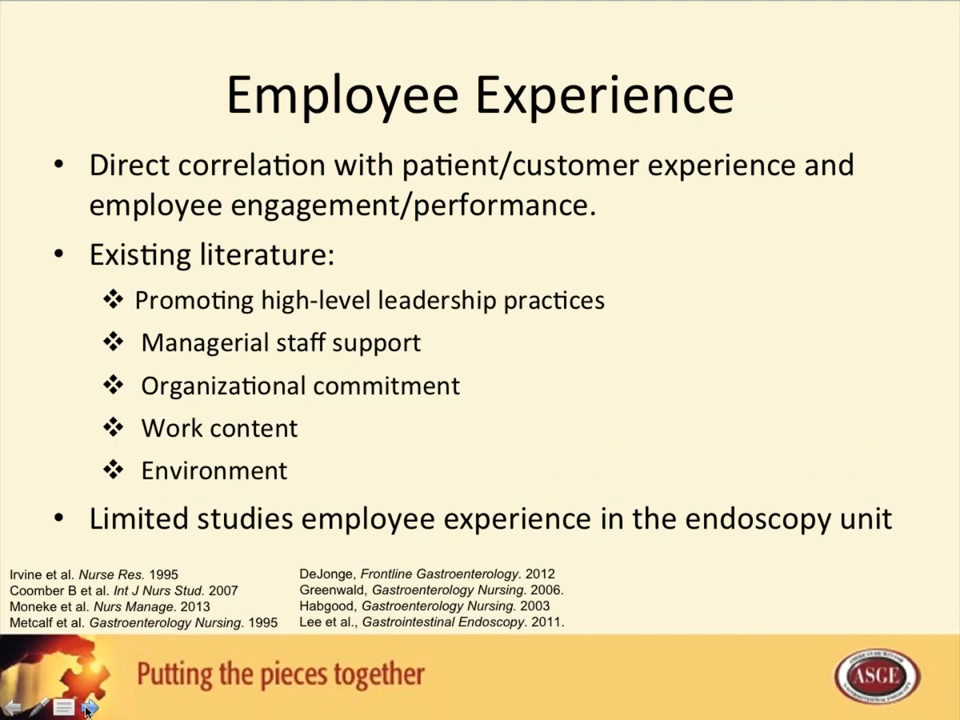 Employee Experience
• Direct correlation with patient/customer experience and
employee engagement/performance.
• Existing literature:
❖ Promoting high-level leadership practices
❖ Managerial staff support
❖ Organizational commitment
❖ Work content
❖ Environment
• Limited studies employee experience in the endoscopy unit
Irvine et al. Nurse Res. 1995
Coomber B et al. Int J Nurs Stud. 2007
Moneke et al. Nurs Manage. 2013
Metcalf et al. Gastroenterology Nursing. 1995
DeJonge, Frontline Gastroenterology. 2012
Greenwald, Gastroenterology Nursing. 2006.
Habgood, Gastroenterology Nursing. 2003
Lee et al., Gastrointestinal Endoscopy. 2011.
Putting the pieces together
ASGE